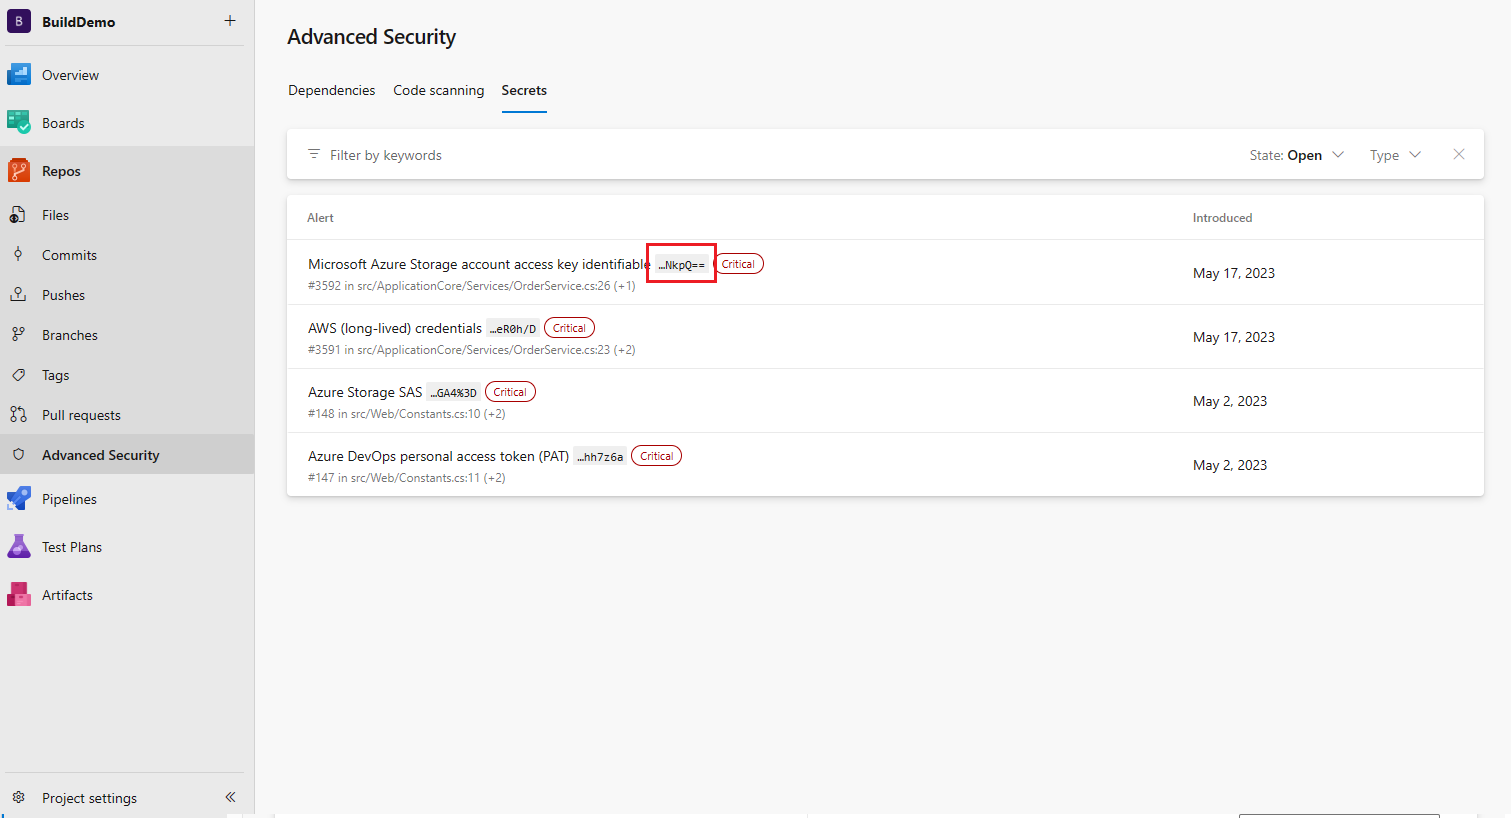 B BuildDemo +
Overview
Boards
Repos
Files
Commits
Pushes
Branches
Tags
Pull requests
Advanced Security
Pipelines
Test Plans
Artifacts
Project settings
Advanced Security
Dependencies Code scanning Secrets
Filter by keywords State: Open Type
Alert Introduced
Microsoft Azure Storage account access key identifiable …NkpQ== Critical
#3592 in src/ApplicationCore/Services/OrderService.cs:26 (+1)
May 17, 2023
AWS (long-lived) credentials …eR0h/D Critical
#3591 in src/ApplicationCore/Services/OrderService.cs:23 (+2)
May 17, 2023
Azure Storage SAS …GA4%3D Critical
#148 in src/Web/Constants.cs:10 (+2)
May 2, 2023
Azure DevOps personal access token (PAT) …hh7z6a Critical
#147 in src/Web/Constants.cs:11 (+2)
May 2, 2023